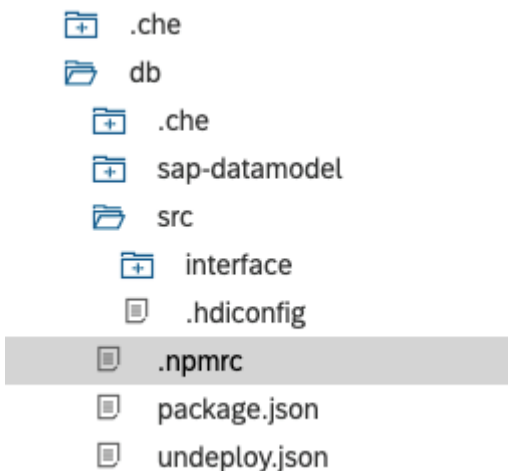 .che
db
.che
sap-datamodel
src
interface
.hdiconfig
.npmrc
package.json
undeploy.json